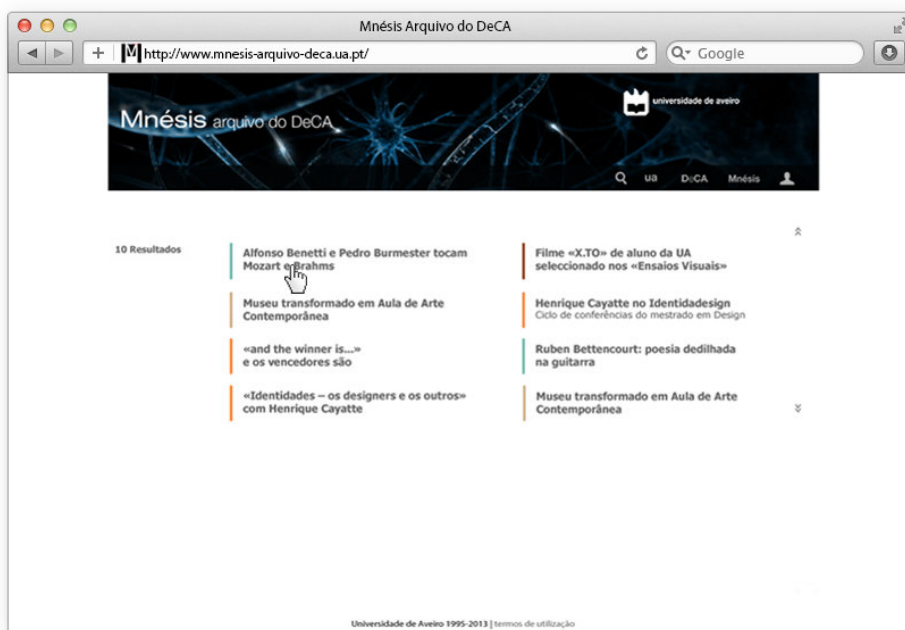 Mnésis Arquivo do DeCA
http://www.mnesis-arquivo-deca.ua.pt/
Google
Mnésis arquivo do DeCA
universidade de aveiro
ua DeCA Mnésis
10 Resultados
Alfonso Benetti e Pedro Burmester tocam
Mozart e Brahms
Museu transformado em Aula de Arte
Contemporânea
«and the winner is...»
e os vencedores são
«Identidades – os designers e os outros»
com Henrique Cayatte
Filme «X.TO» de aluno da UA
seleccionado nos «Ensaios Visuais»
Henrique Cayatte no Identidadesign
Ciclo de conferências do mestrado em Design
Ruben Bettencourt: poesia dedilhada
na guitarra
Museu transformado em Aula de Arte
Contemporânea
Universidade de Aveiro 1995-2013 | termos de utilização